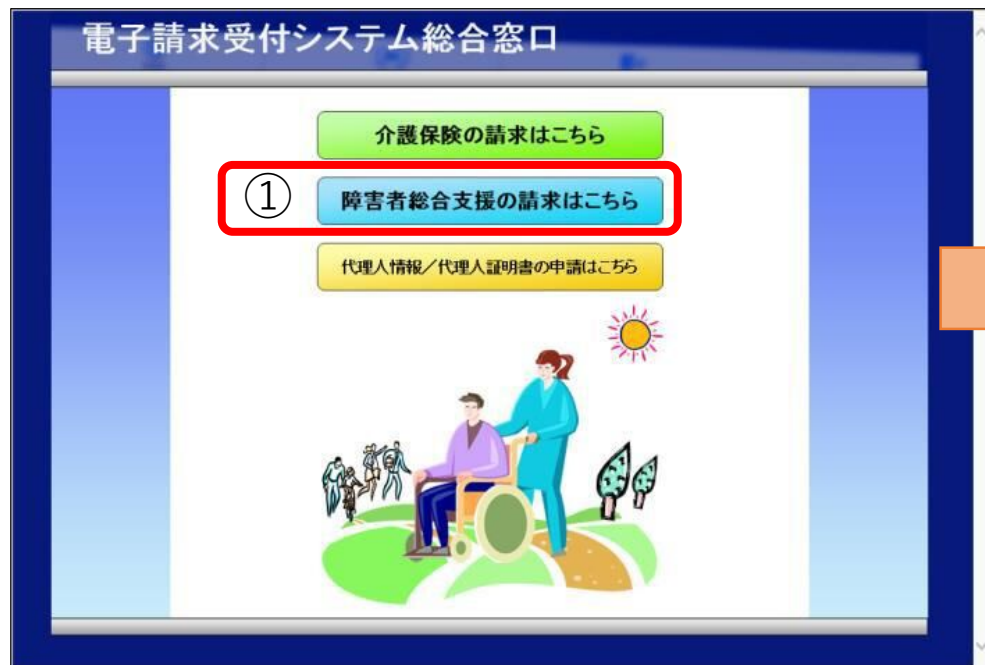 電子請求受付システム総合窓口
介護保険の請求はこちら
① 障害者総合支援の請求はこちら
代理人情報／代理人証明書の申請はこちら